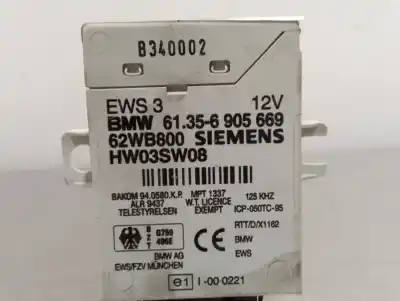 B340002
EWS 3 12V
BMW 61.35-6 905 669
62WB800 SIEMENS
HW03SW08
BAKOM 94.0580.K.P. MPT 1337 125 KHZ
ALR 9437 W.T. LICENCE ICP-050TC-95
TELESTYRELSEN EXEMPT
RTT/D/X1162
B Z T
CE BMW
BMW AG EWS
EWS/FZV MÜNCHEN
e1 I-00 0221